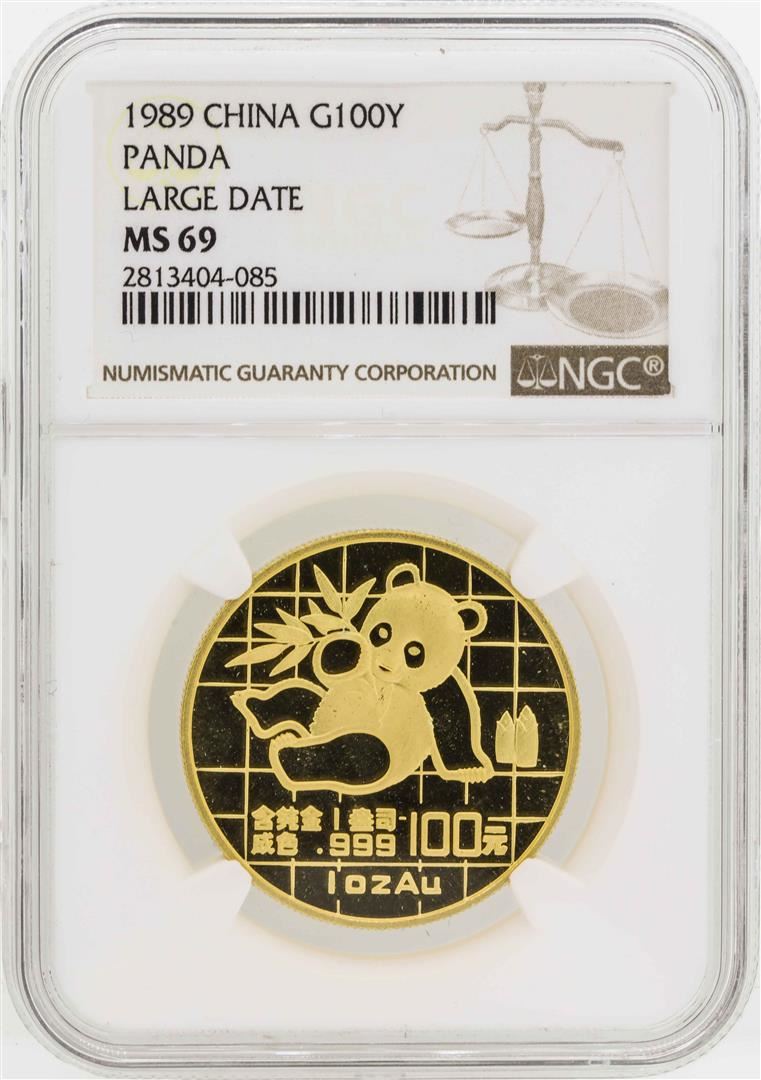 1989 CHINA G100Y
PANDA
LARGE DATE
MS 69
2813404-085
NUMISMATIC GUARANTY CORPORATION NGC®
含纯金1盎司 100元
成色 .999
1ozAu